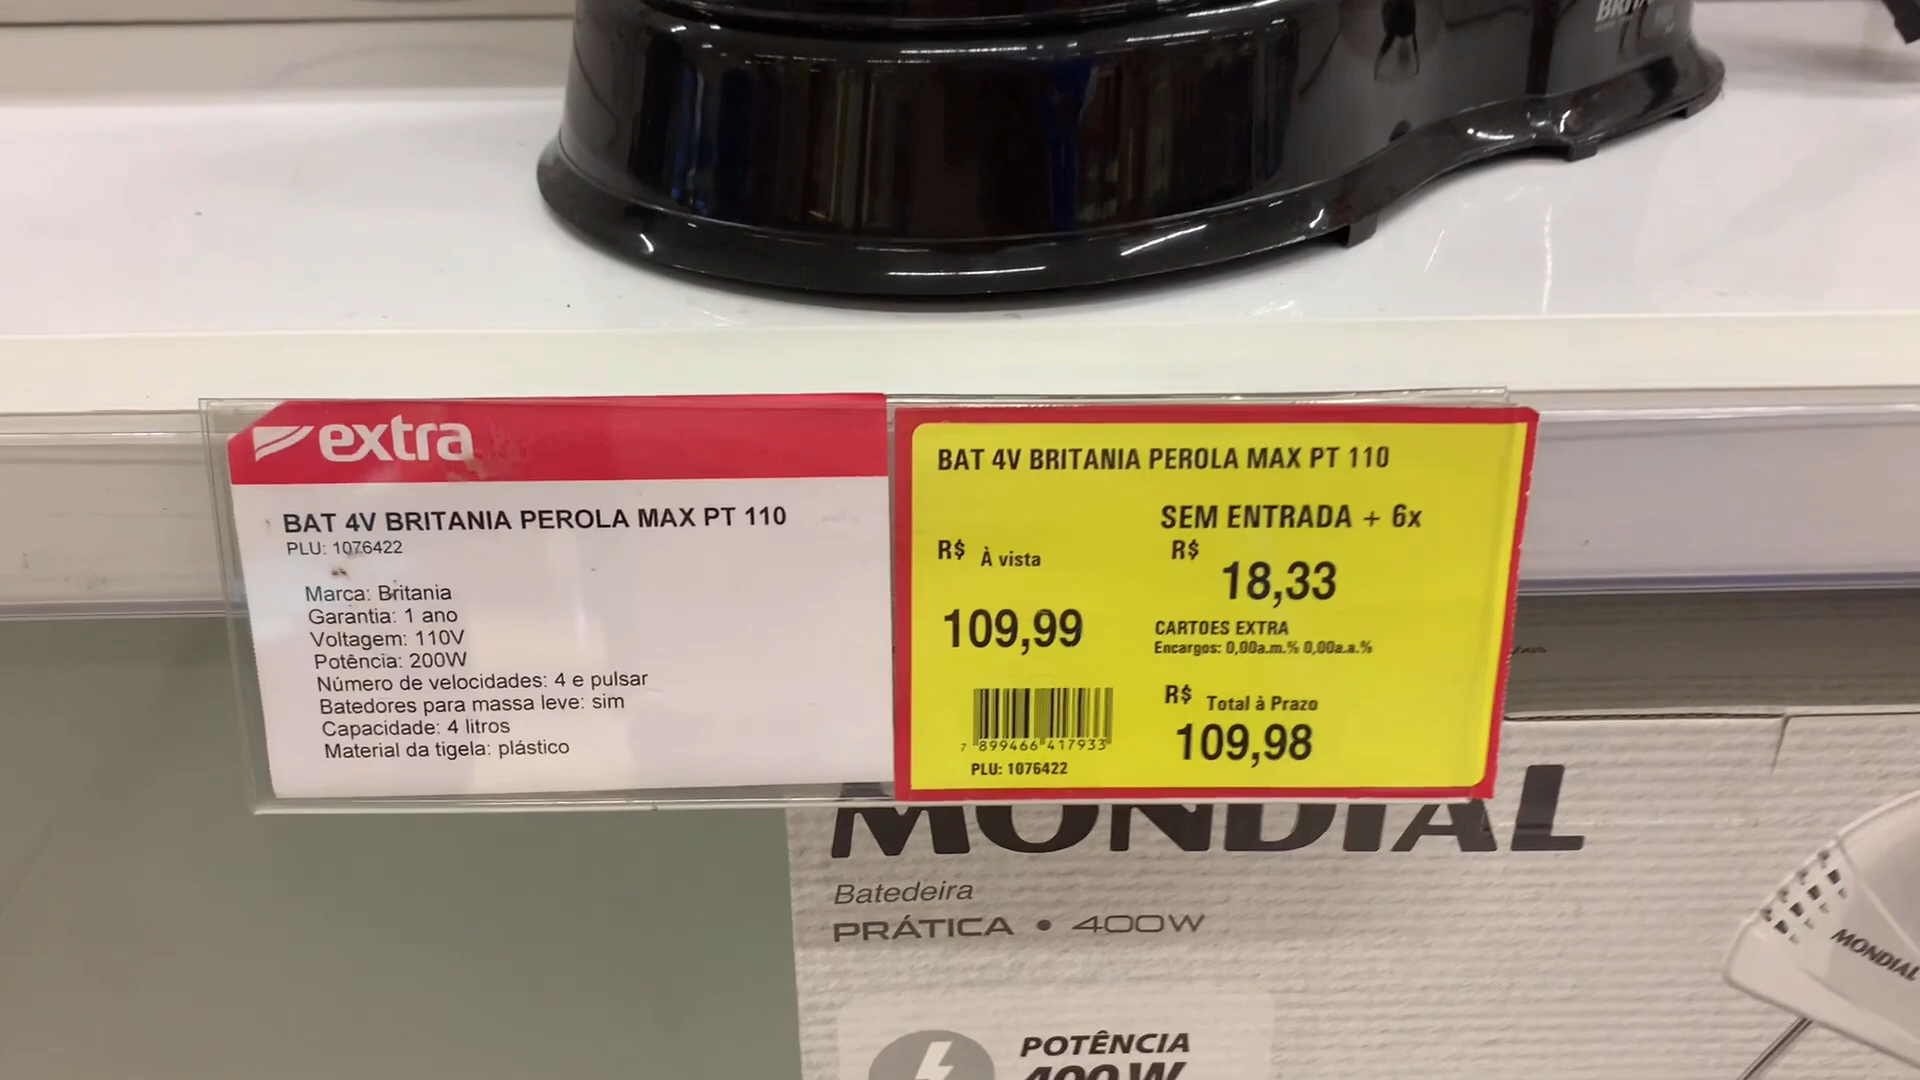 extra
BAT 4V BRITANIA PEROLA MAX PT 110
PLU: 1076422
Marca: Britania
Garantia: 1 ano
Voltagem: 110V
Potência: 200W
Número de velocidades: 4 e pulsar
Batedores para massa leve: sim
Capacidade: 4 litros
Material da tigela: plástico
BAT 4V BRITANIA PEROLA MAX PT 110
SEM ENTRADA + 6x
R$ À vista
109,99
R$
18,33
CARTOES EXTRA
Encargos: 0,00a.m.% 0,00a.a.%
R$ Total à Prazo
109,98
7 899466 417933
PLU: 1076422
MONDIAL
Batedeira
PRÁTICA • 400W
MONDIAL
POTÊNCIA
400W